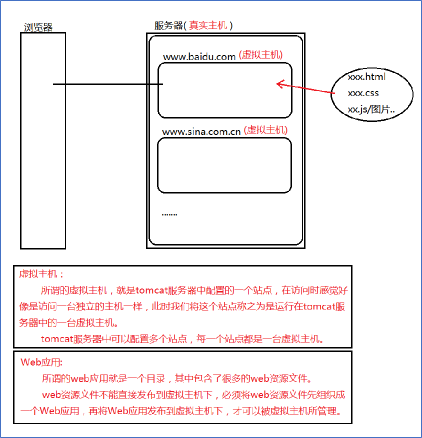 浏览器
服务器( 真实主机 )
www.baidu.com (虚拟主机)
xxx.html
xxx.css
xx.js/图片..
www.sina.com.cn (虚拟主机)
.......
虚拟主机：
所谓的虚拟主机，就是tomcat服务器中配置的一个站点，在访问时感觉好
像是访问一台独立的主机一样，此时我们将这个站点称之为是运行在tomcat服
务器中的一台虚拟主机。
tomcat服务器中可以配置多个站点，每一个站点都是一台虚拟主机。
Web应用:
所谓的web应用就是一个目录，其中包含了很多的web资源文件。
web资源文件不能直接发布到虚拟主机下，必须将web资源文件先组织成
一个Web应用，再将Web应用发布到虚拟主机下，才可以被虚拟主机所管理。